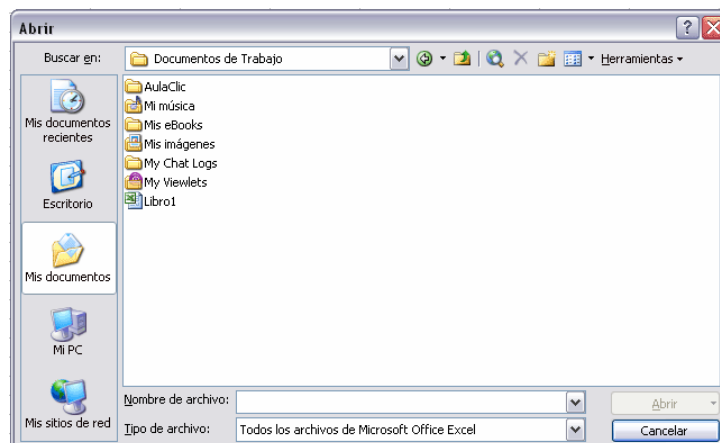 Abrir
Buscar en:
Documentos de Trabajo
Herramientas
Mis documentos
recientes
Escritorio
Mis documentos
Mi PC
Mis sitios de red
AulaClic
Mi música
Mis eBooks
Mis imágenes
My Chat Logs
My Viewlets
Libro1
Nombre de archivo:
Abrir
Tipo de archivo:
Todos los archivos de Microsoft Office Excel
Cancelar